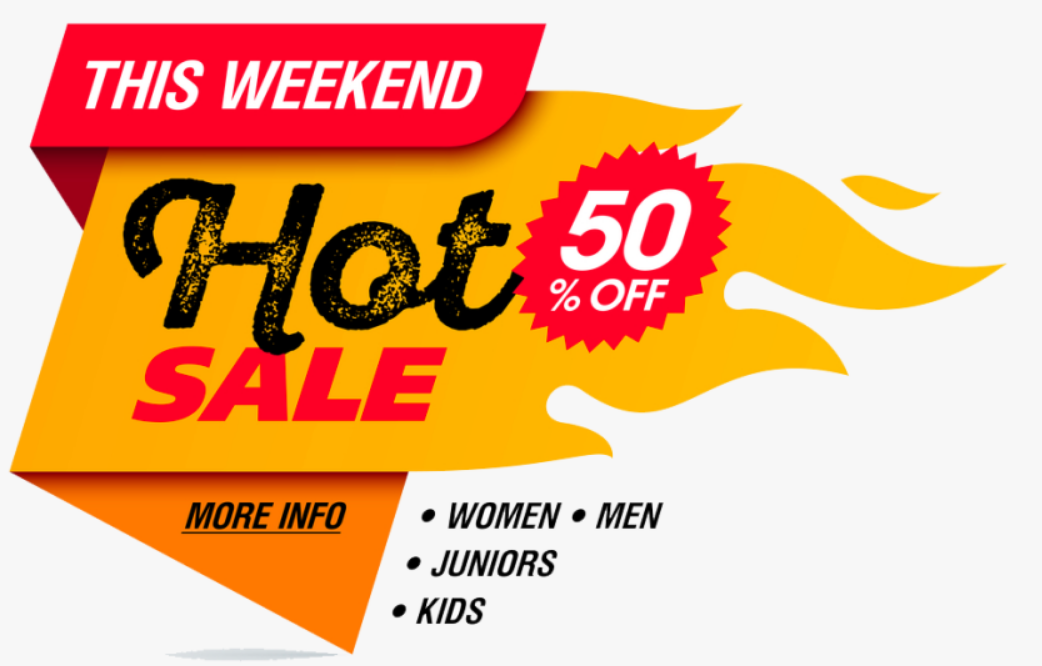 THIS WEEKEND
Hot
50
% OFF
SALE
MORE INFO
• WOMEN • MEN
• JUNIORS
• KIDS